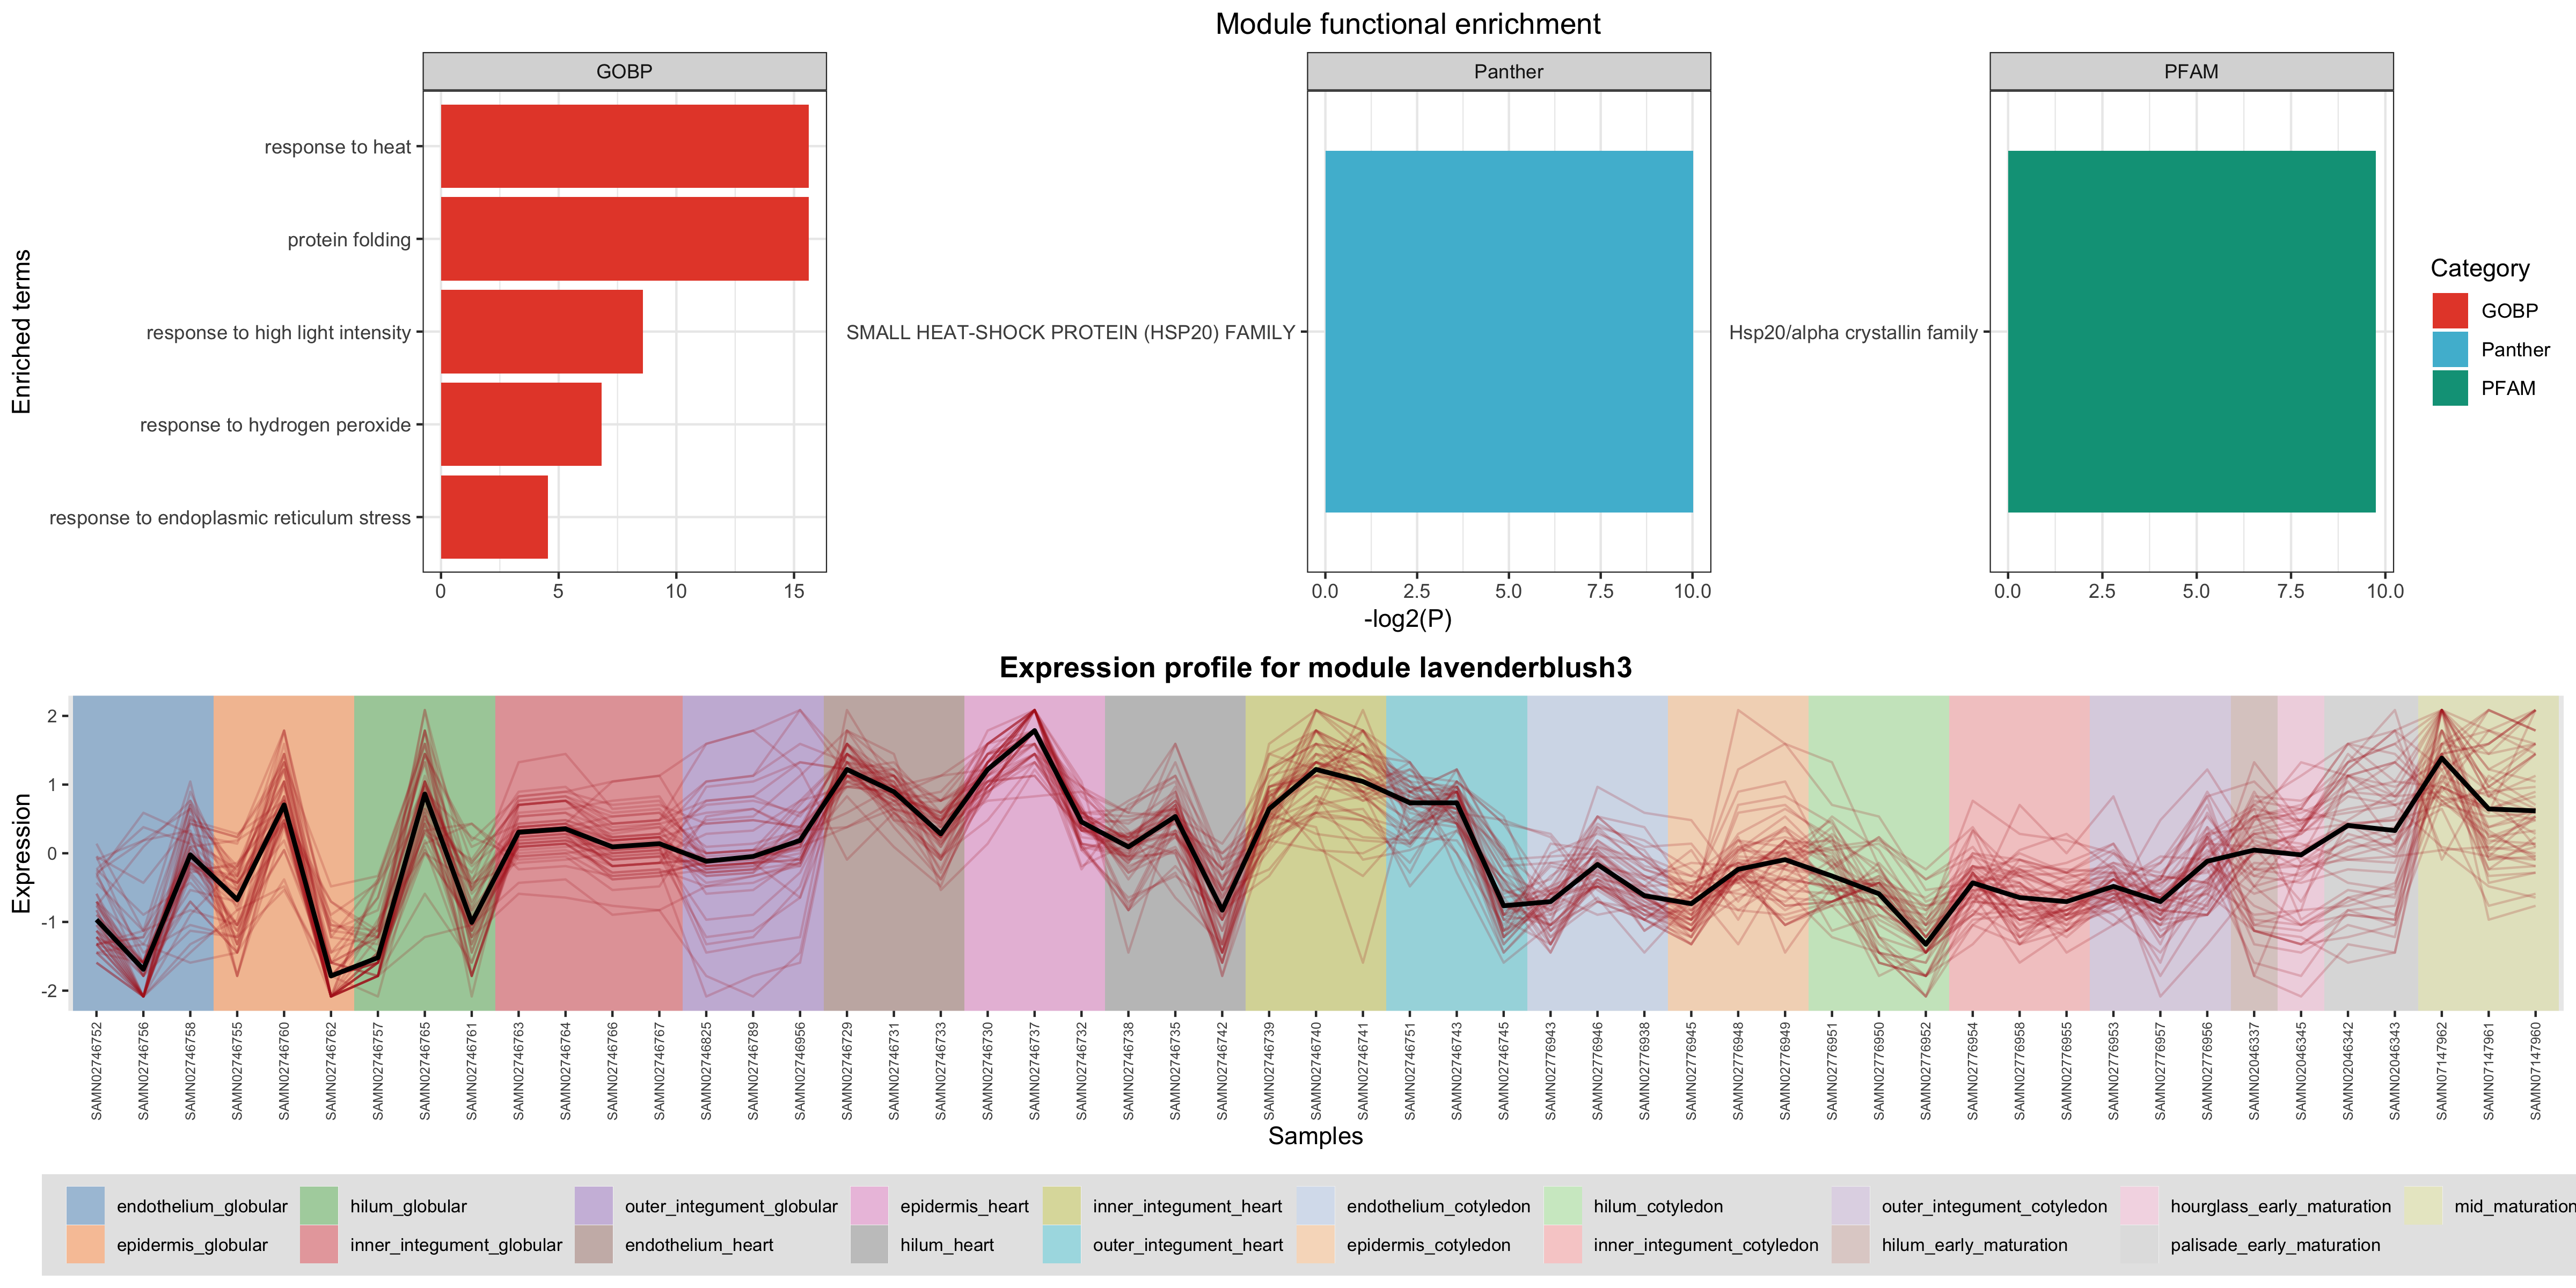 Module functional enrichment
GOBP
Panther
PFAM
Enriched terms
response to heat
protein folding
response to high light intensity
response to hydrogen peroxide
response to endoplasmic reticulum stress
SMALL HEAT-SHOCK PROTEIN (HSP20) FAMILY
Hsp20/alpha crystallin family
0 5 10 15
0.0 2.5 5.0 7.5 10.0
0.0 2.5 5.0 7.5 10.0
-log2(P)
Category
GOBP
Panther
PFAM
Expression profile for module lavenderblush3
Expression
2
1
0
-1
-2
SAMN02746752
SAMN02746756
SAMN02746758
SAMN02746755
SAMN02746760
SAMN02746762
SAMN02746757
SAMN02746765
SAMN02746761
SAMN02746763
SAMN02746764
SAMN02746766
SAMN02746767
SAMN02746825
SAMN02746789
SAMN02746956
SAMN02746729
SAMN02746731
SAMN02746733
SAMN02746730
SAMN02746737
SAMN02746732
SAMN02746738
SAMN02746735
SAMN02746742
SAMN02746739
SAMN02746740
SAMN02746741
SAMN02746751
SAMN02746743
SAMN02746745
SAMN02776943
SAMN02776946
SAMN02776938
SAMN02776945
SAMN02776948
SAMN02776949
SAMN02776951
SAMN02776950
SAMN02776952
SAMN02776954
SAMN02776958
SAMN02776955
SAMN02776953
SAMN02776957
SAMN02776956
SAMN02046337
SAMN02046345
SAMN02046342
SAMN02046343
SAMN07147962
SAMN07147961
SAMN07147960
Samples
endothelium_globular hilum_globular outer_integument_globular epidermis_heart inner_integument_heart endothelium_cotyledon hilum_cotyledon outer_integument_cotyledon hourglass_early_maturation mid_maturation
epidermis_globular inner_integument_globular endothelium_heart hilum_heart outer_integument_heart epidermis_cotyledon inner_integument_cotyledon hilum_early_maturation palisade_early_maturation